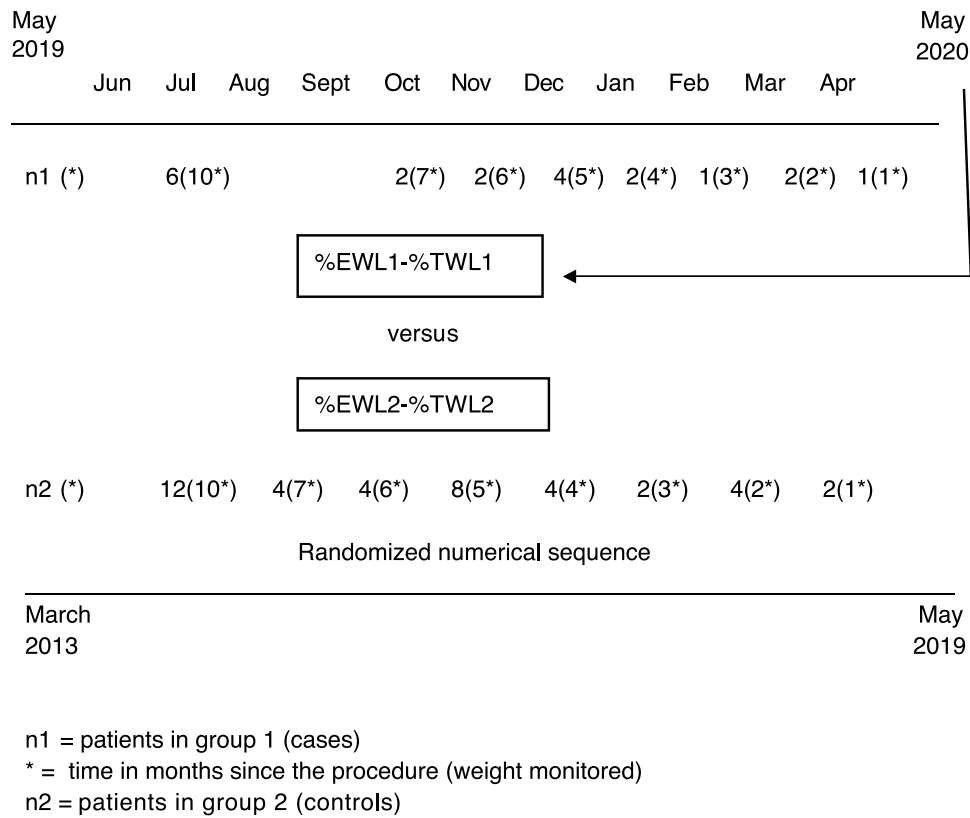 May May
2019 2020
Jun Jul Aug Sept Oct Nov Dec Jan Feb Mar Apr
n1 (*) 6(10*) 2(7*) 2(6*) 4(5*) 2(4*) 1(3*) 2(2*) 1(1*)
%EWL1-%TWL1
versus
%EWL2-%TWL2
n2 (*) 12(10*) 4(7*) 4(6*) 8(5*) 4(4*) 2(3*) 4(2*) 2(1*)
Randomized numerical sequence
March May
2013 2019
n1 = patients in group 1 (cases)
* = time in months since the procedure (weight monitored)
n2 = patients in group 2 (controls)